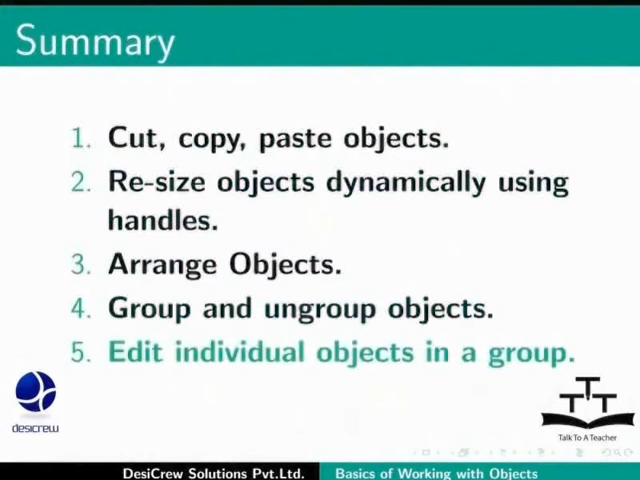 Summary
1. Cut, copy, paste objects.
2. Re-size objects dynamically using
handles.
3. Arrange Objects.
4. Group and ungroup objects.
5. Edit individual objects in a group.
desicrew
TTT
Talk To A Teacher
DesiCrew Solutions Pvt.Ltd. Basics of Working with Objects